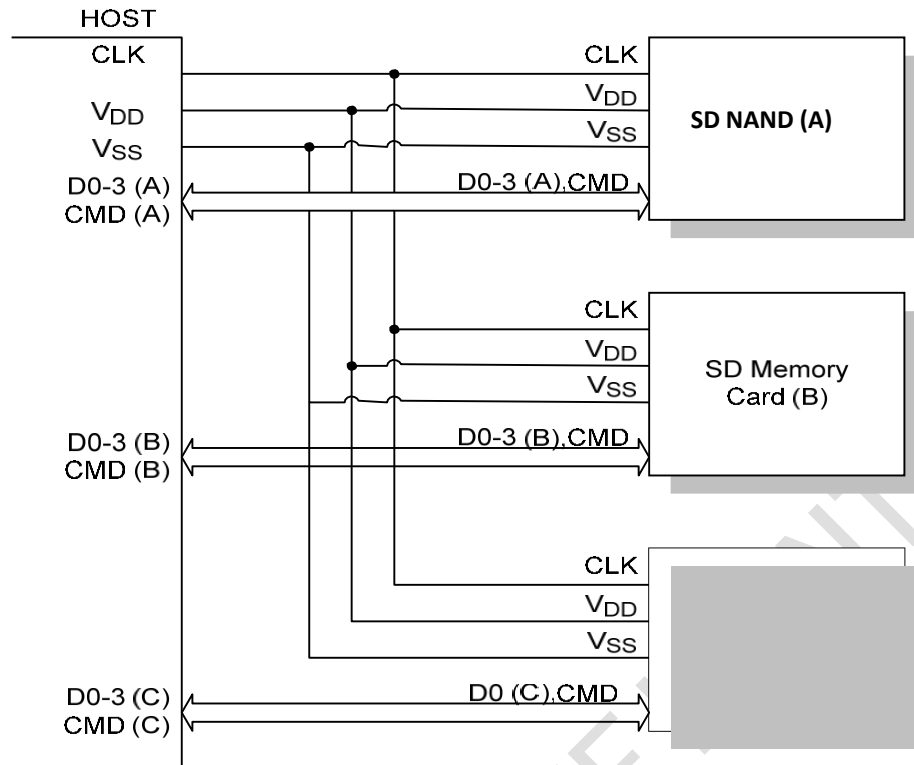 HOST
CLK
VDD
VSS
D0-3 (A)
CMD (A)
CLK
VDD
VSS
D0-3 (A),CMD
SD NAND (A)
CLK
VDD
VSS
D0-3 (B)
CMD (B)
D0-3 (B),CMD
SD Memory
Card (B)
CLK
VDD
VSS
D0-3 (C)
CMD (C)
D0 (C),CMD